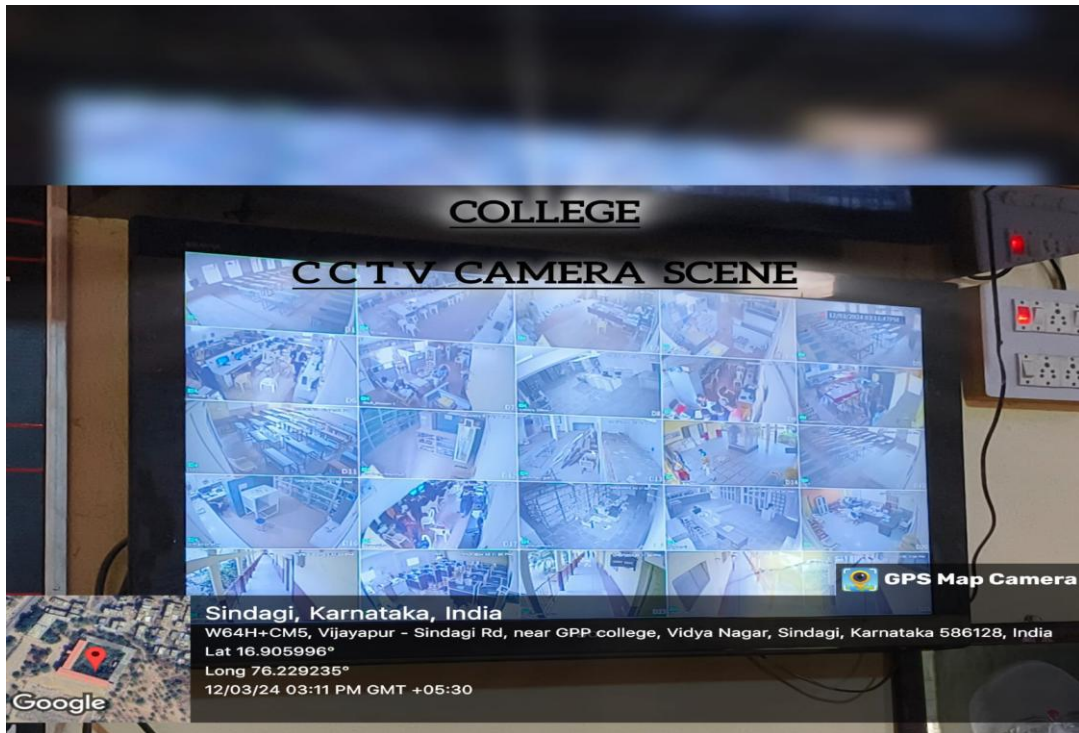 COLLEGE
CCTV CAMERA SCENE
D11
GPS Map Camera
Sindagi, Karnataka, India
W64H+CM5, Vijayapur - Sindagi Rd, near GPP college, Vidya Nagar, Sindagi, Karnataka 586128, India
Lat 16.905996°
Long 76.229235°
12/03/24 03:11 PM GMT +05:30
Google